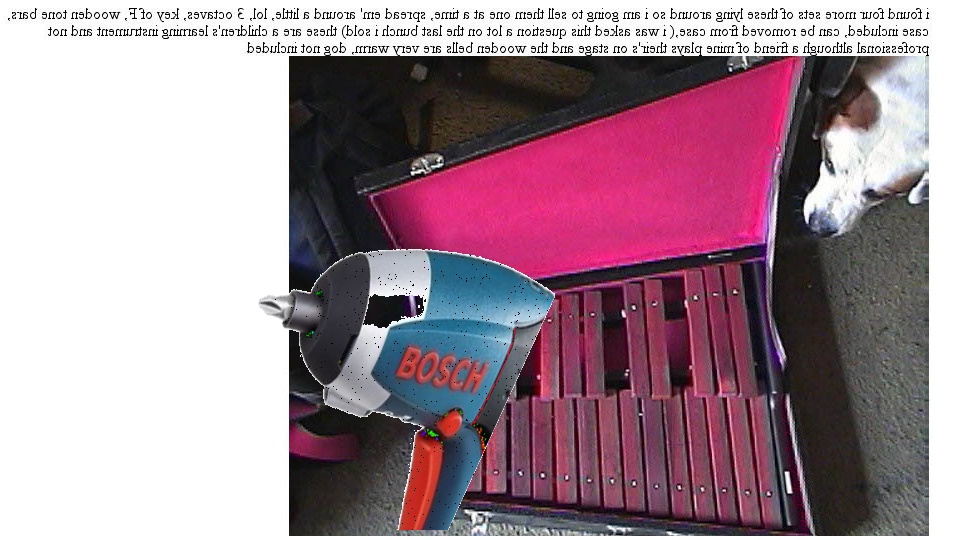 i found four more sets of these lying around so i am going to sell them one at a time, spread em' around a little, lol, 3 octaves, key of F, wooden tone bars,
case included, can be removed from case,( i was asked this question a lot on the last bunch i sold) these are a children's learning instrument and not
professional although a friend of mine plays their's on stage and the wooden bells are very warm, dog not included
BOSCH